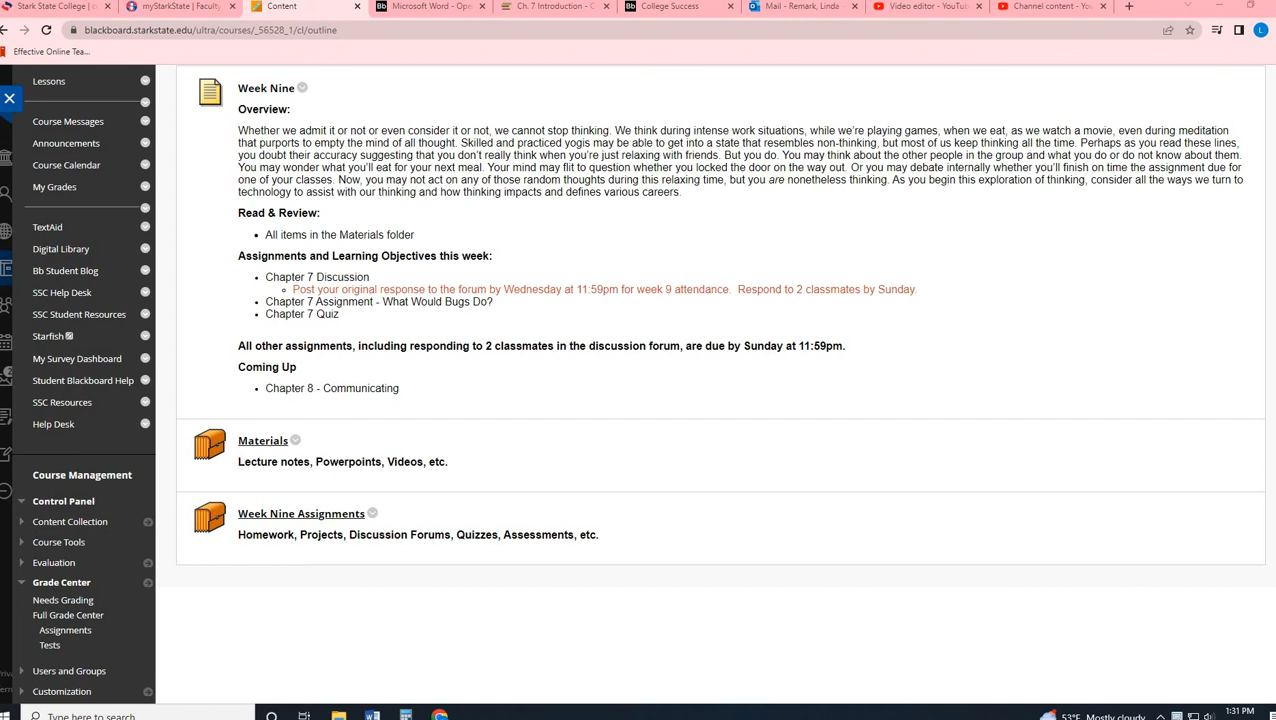 Stark State College | o
myStarkState | Faculty
Content
Microsoft Word - Ope
Ch. 7 Introduction - C
College Success
Mail - Remark, Linda
Video editor - YouTu
Channel content - You
blackboard.starkstate.edu/ultra/courses/_56528_1/cl/outline
L
Effective Online Tea...
Lessons
Course Messages
Announcements
Course Calendar
My Grades
TextAid
Digital Library
Bb Student Blog
SSC Help Desk
SSC Student Resources
Starfish
My Survey Dashboard
Student Blackboard Help
SSC Resources
Help Desk
Course Management
Control Panel
Content Collection
Course Tools
Evaluation
Grade Center
Needs Grading
Full Grade Center
Assignments
Tests
Users and Groups
Customization
Week Nine
Overview:
Whether we admit it or not or even consider it or not, we cannot stop thinking. We think during intense work situations, while we're playing games, when we eat, as we watch a movie, even during meditation
that purports to empty the mind of all thought. Skilled and practiced yogis may be able to get into a state that resembles non-thinking, but most of us keep thinking all the time. Perhaps as you read these lines,
you doubt their accuracy suggesting that you don't really think when you're just relaxing with friends. But you do. You may think about the other people in the group and what you do or do not know about them.
You may wonder what you'll eat for your next meal. Your mind may flit to question whether you locked the door on the way out. Or you may debate internally whether you'll finish on time the assignment due for
one of your classes. Now, you may not act on any of those random thoughts during this relaxing time, but you are nonetheless thinking. As you begin this exploration of thinking, consider all the ways we turn to
technology to assist with our thinking and how thinking impacts and defines various careers.
Read & Review:
All items in the Materials folder
Assignments and Learning Objectives this week:
Chapter 7 Discussion
Post your original response to the forum by Wednesday at 11:59pm for week 9 attendance. Respond to 2 classmates by Sunday.
Chapter 7 Assignment - What Would Bugs Do?
Chapter 7 Quiz
All other assignments, including responding to 2 classmates in the discussion forum, are due by Sunday at 11:59pm.
Coming Up
Chapter 8 - Communicating
Materials
Lecture notes, Powerpoints, Videos, etc.
Week Nine Assignments
Homework, Projects, Discussion Forums, Quizzes, Assessments, etc.
Type here to search
53°F Mostly cloudy
1:31 PM